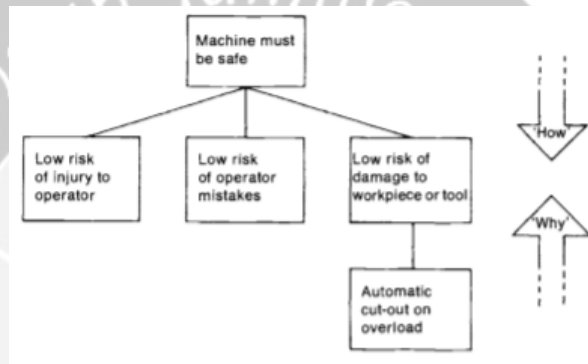 Machine must
be safe
Low risk
of injury to
operator
Low risk
of operator
mistakes
Low risk of
damage to
workpiece or tool
Automatic
cut-out on
overload
"How"
"Why"